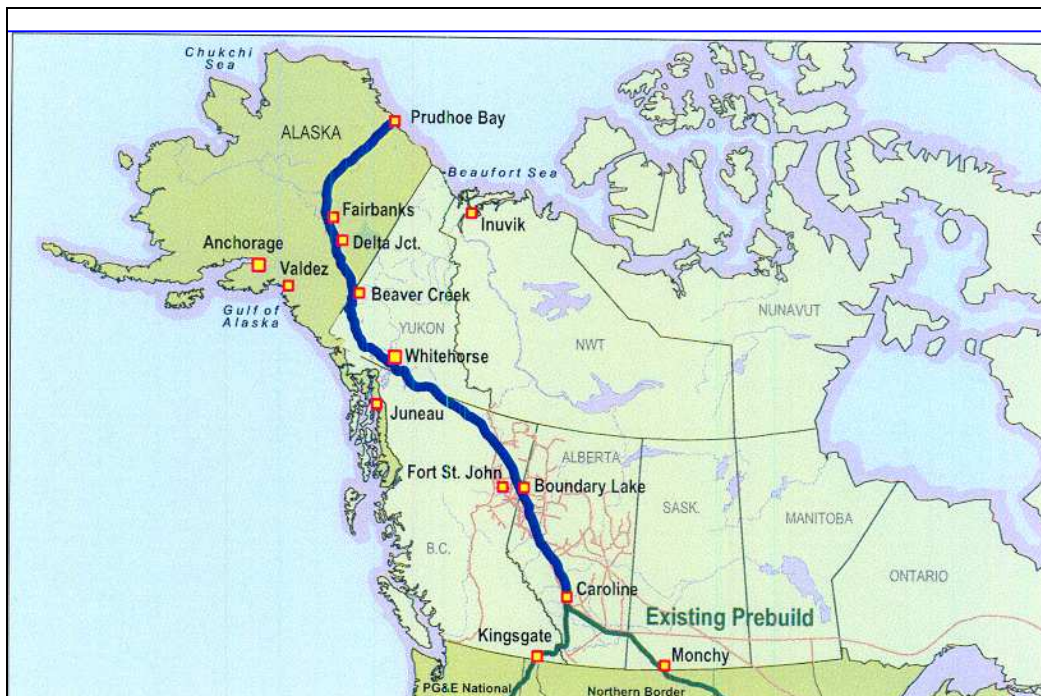 Chukchi
Sea
ALASKA
Prudhoe Bay
Beaufort Sea
Inuvik
Fairbanks
Delta Jct.
Anchorage
Valdez
Beaver Creek
Gulf of
Alaska
YUKON
NUNAVUT
NWT
Whitehorse
Juneau
ALBERTA
Fort St. John
Boundary Lake
SASK.
MANITOBA
B.C.
ONTARIO
Caroline
Existing Prebuild
Kingsgate
Monchy
PG&E National
Northern Border